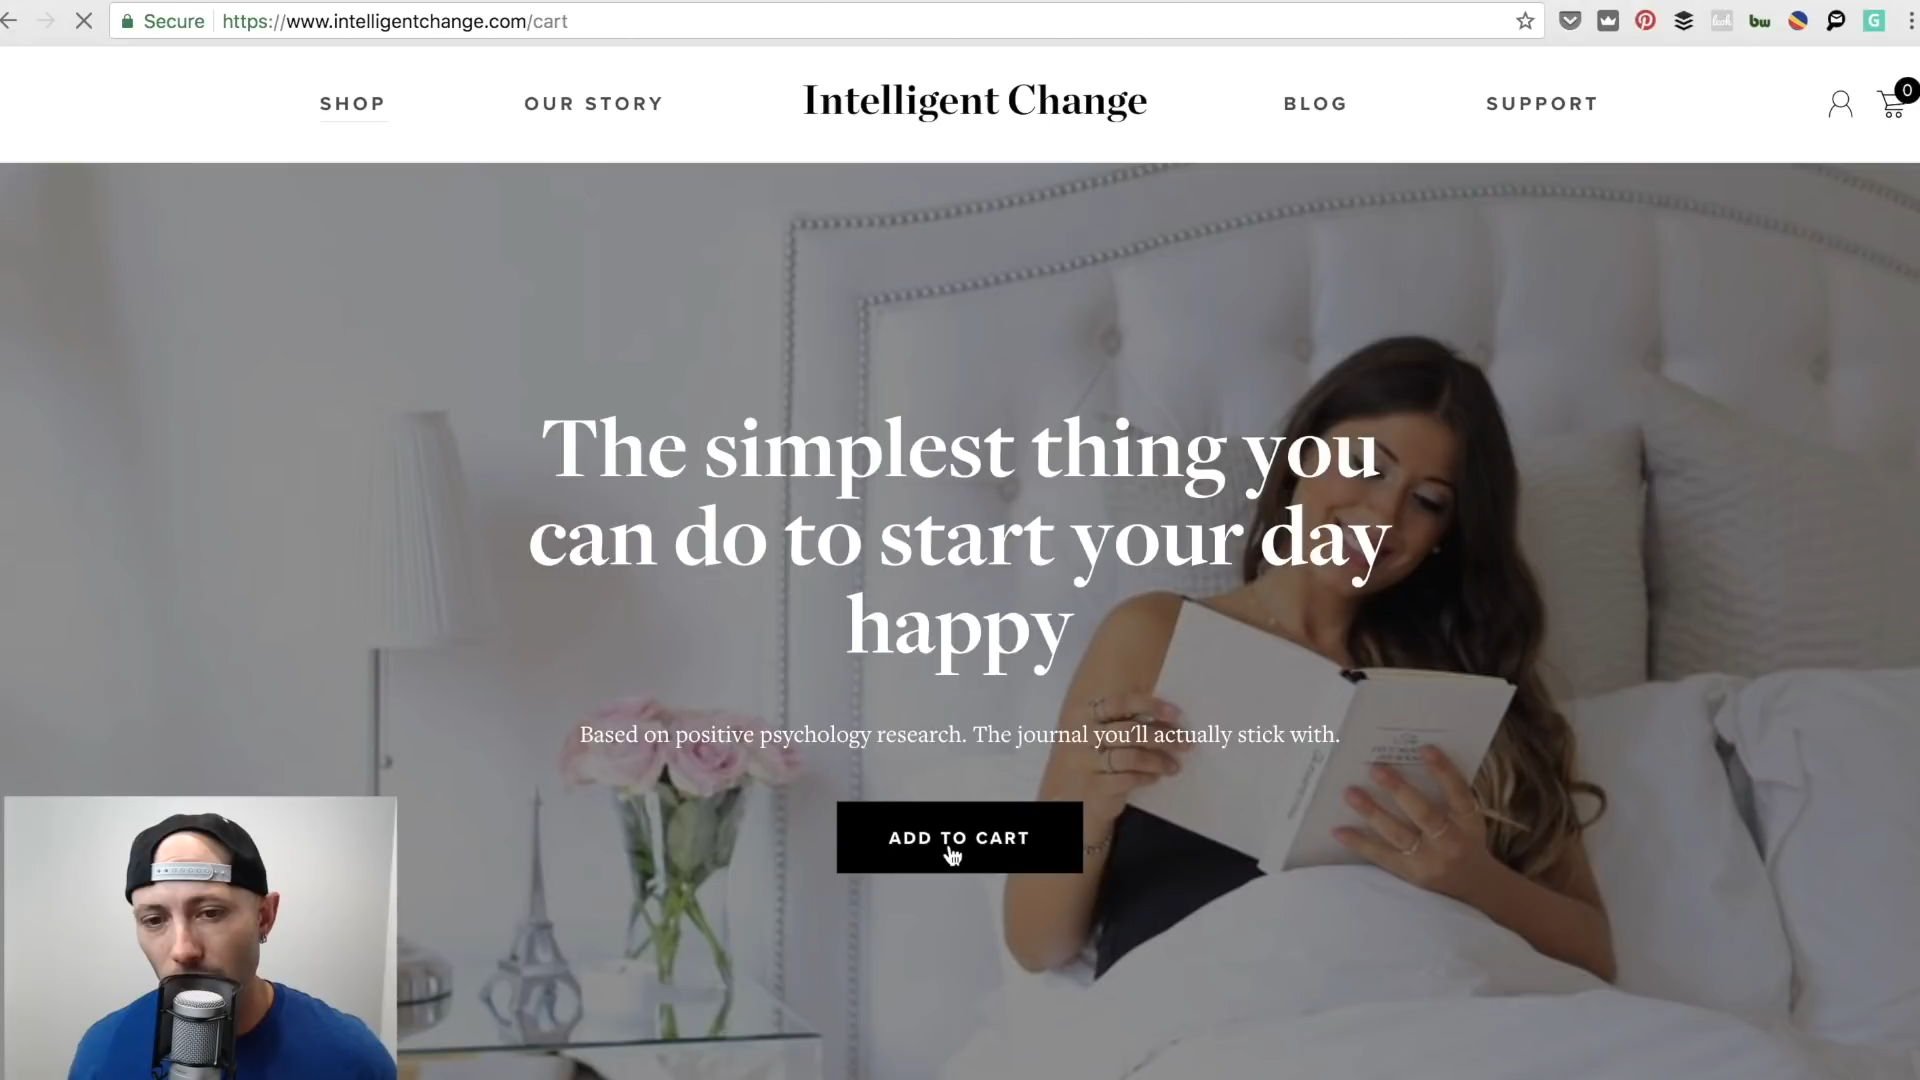 Secure https://www.intelligentchange.com/cart
bw
G
SHOP OUR STORY Intelligent Change BLOG SUPPORT 0
The simplest thing you
can do to start your day
happy
Based on positive psychology research. The journal you'll actually stick with.
ADD TO CART